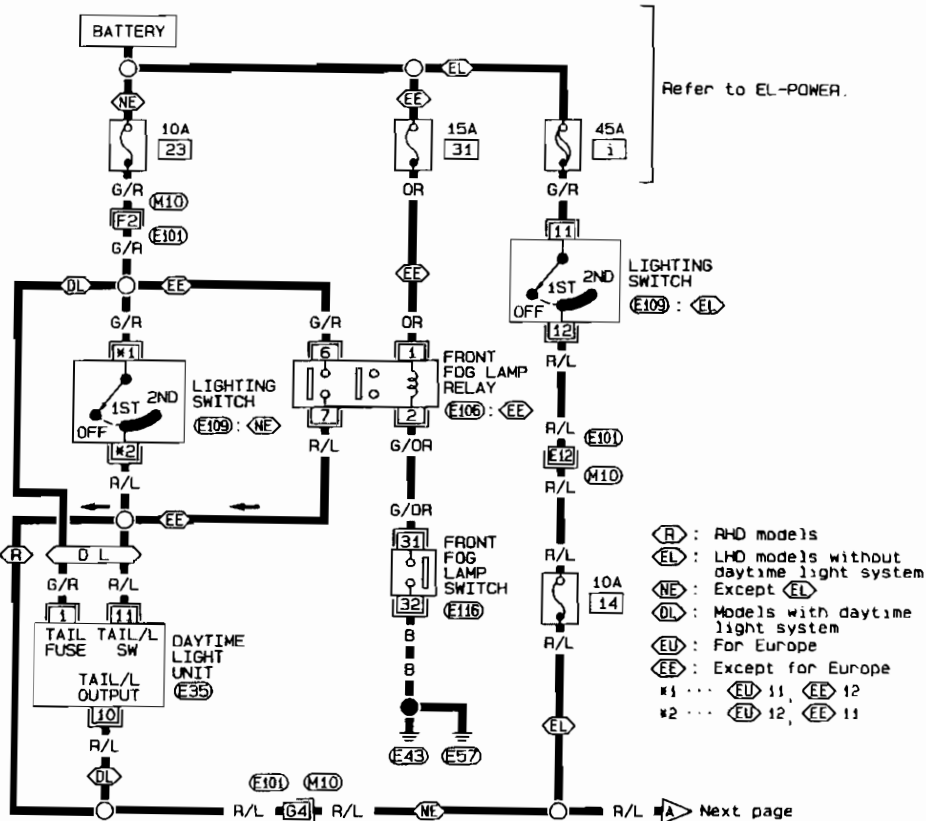 BATTERY
EL
Refer to EL-POWER.
NE
EE
10A
23
15A
31
45A
i
G/R
OR
G/R
M10
F2
E101
G/R
11
DL
EE
EE
1ST
2ND
OFF
LIGHTING
SWITCH
E109 : EL
12
G/R
G/R
OR
R/L
*1
6
1
FRONT
FOG LAMP
RELAY
E106 : EE
1ST
2ND
OFF
LIGHTING
SWITCH
E109 : NE
*2
7
2
R/L
R/L
G/OR
R/L
E101
E12
M10
R/L
G/OR
R
EE
D L
31
FRONT
FOG
LAMP
SWITCH
E116
32
R/L
10A
14
R/L
G/R
R/L
1
11
TAIL
FUSE
TAIL/L
SW
TAIL/L
OUTPUT
10
DAYTIME
LIGHT
UNIT
E35
B
B
R/L
DL
E43
E57
EL
R : RHD models
EL : LHD models without
daytime light system
NE : Except EL
DL : Models with daytime
light system
EU : For Europe
EE : Except for Europe
*1 ··· EU 11, EE 12
*2 ··· EU 12, EE 11
E101
M10
R/L
G4
R/L
NE
R/L
A
Next page